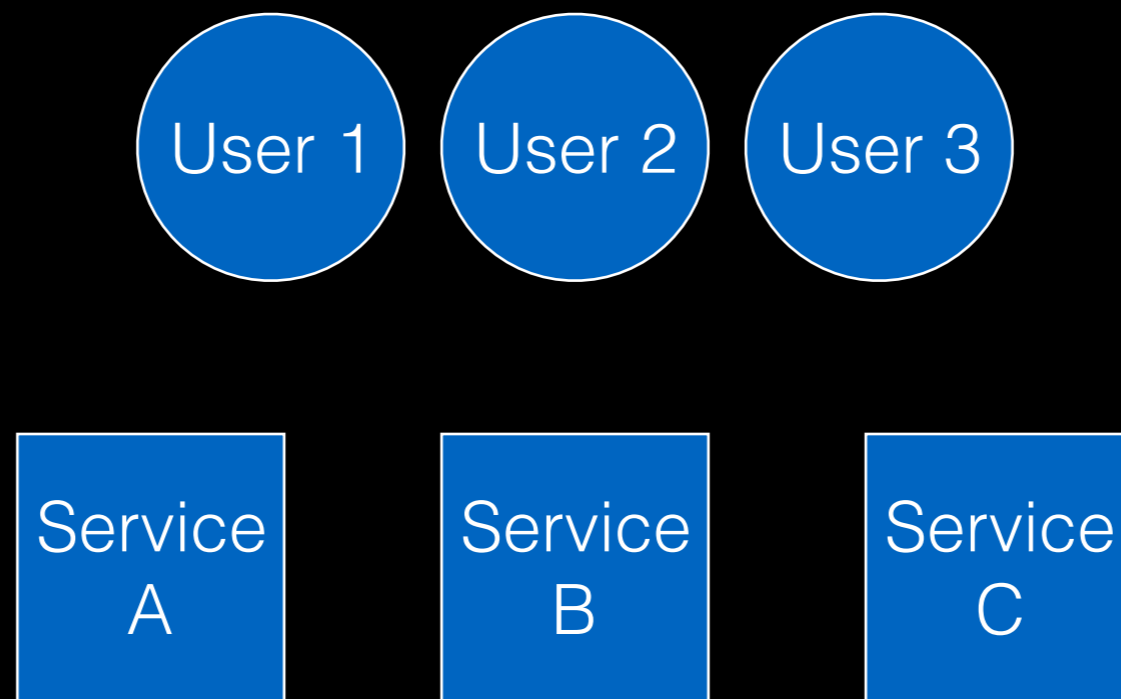 User 1
User 2
User 3
Service
A
Service
B
Service
C